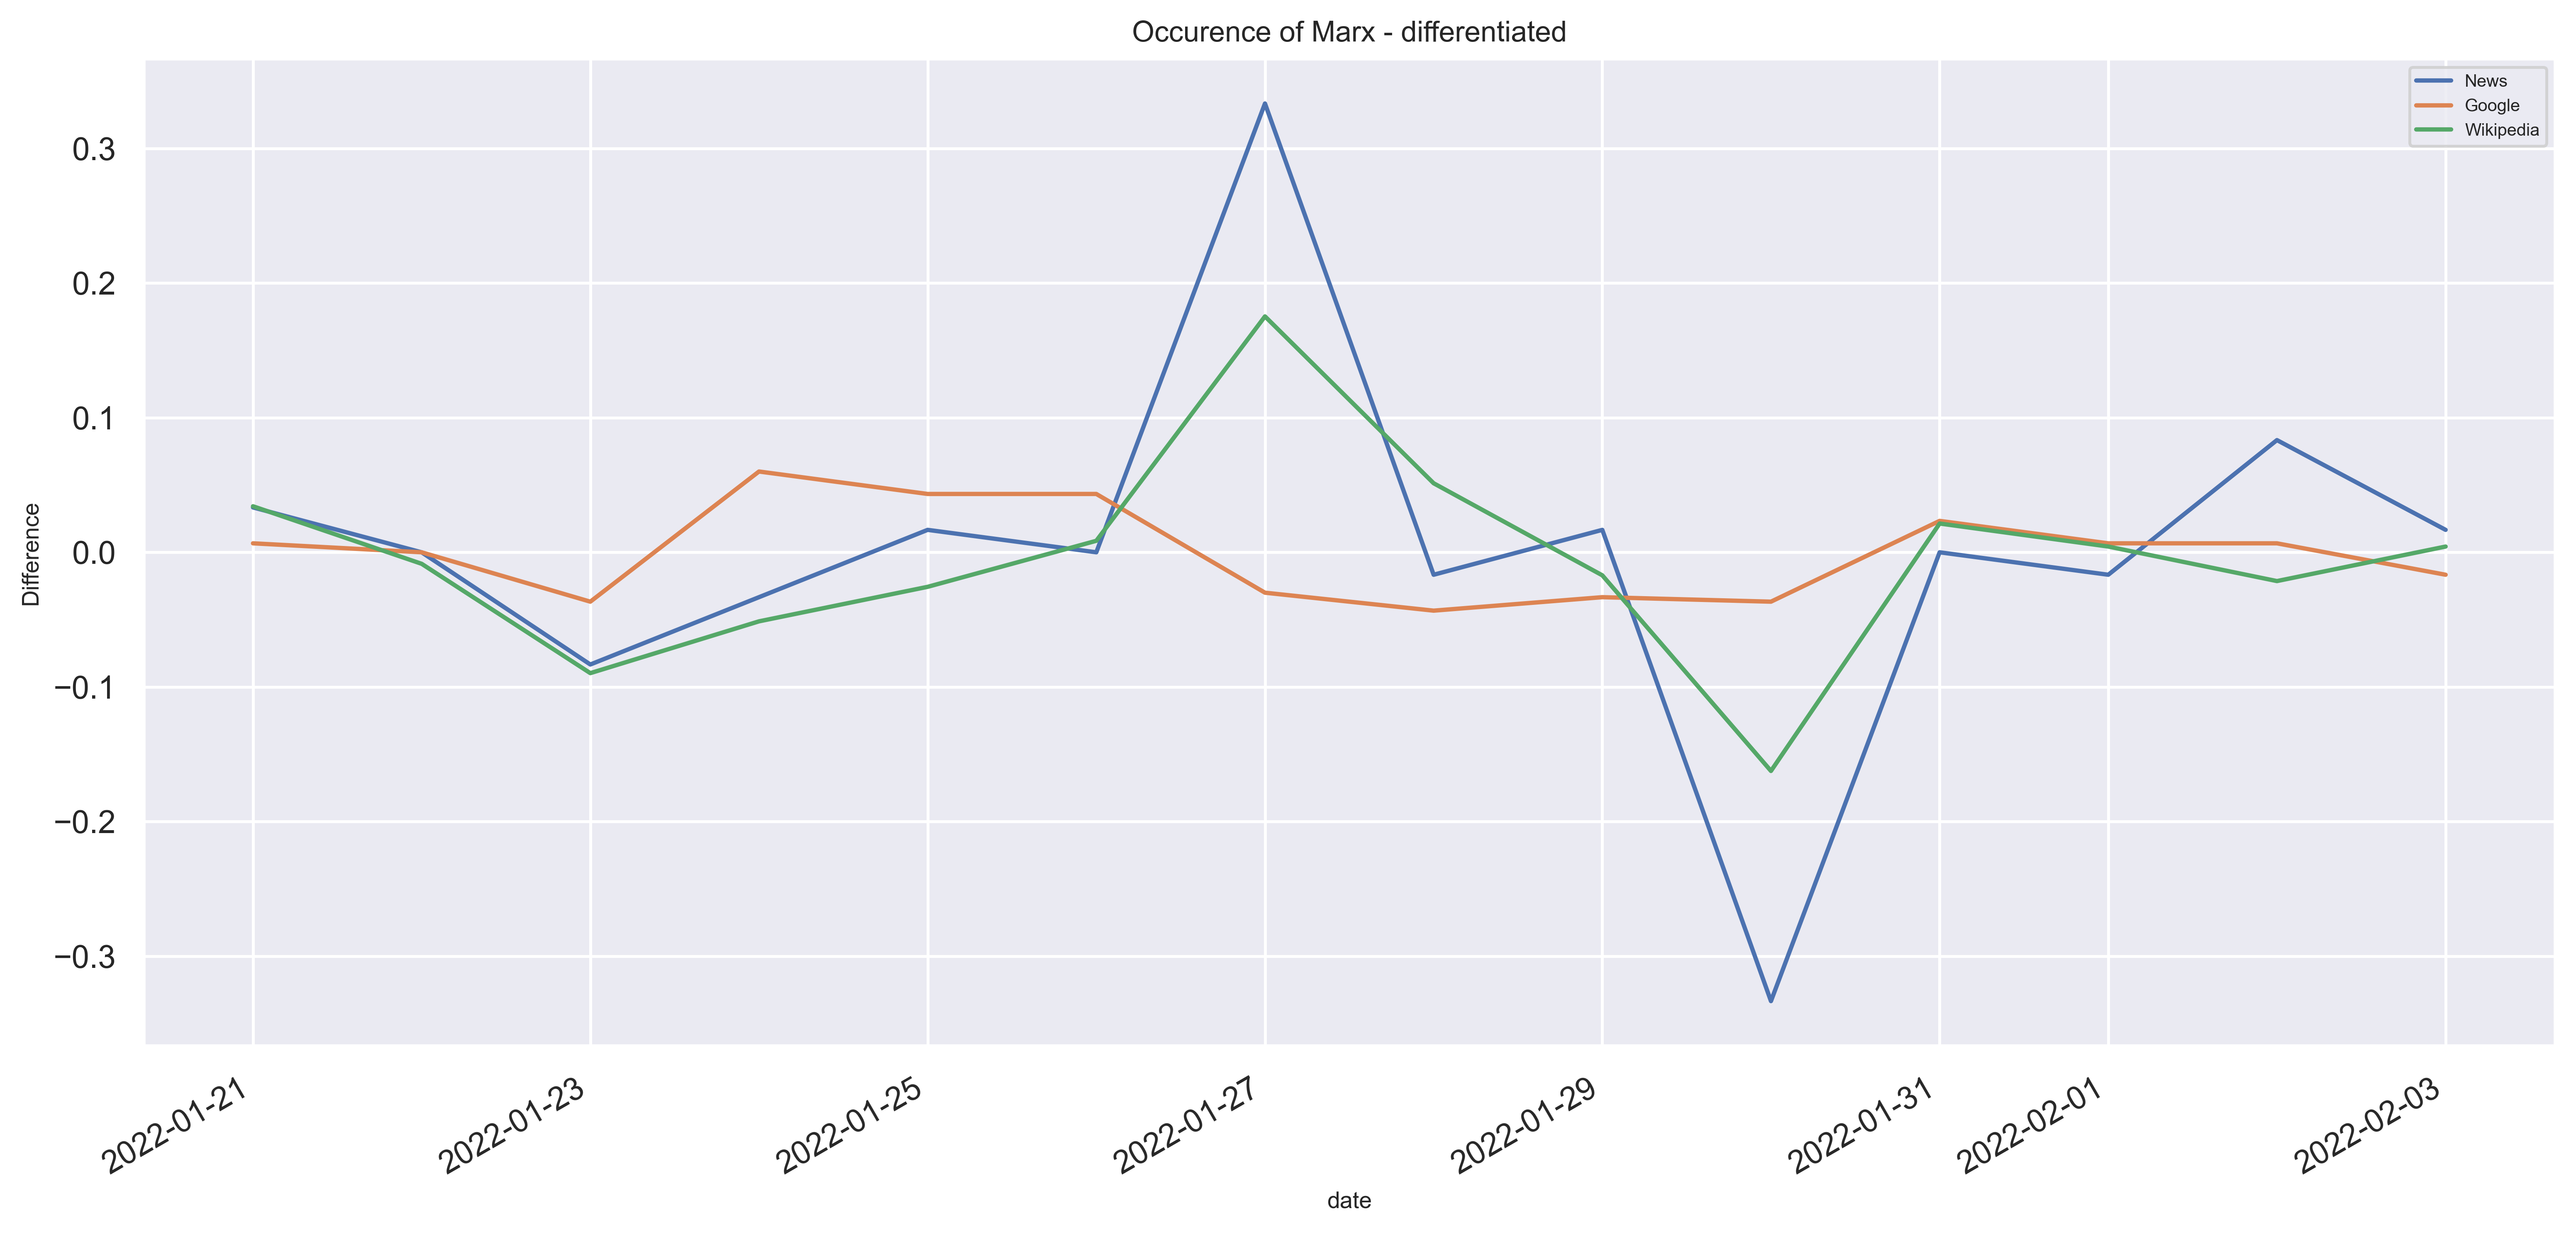 Occurence of Marx - differentiated
News
Google
Wikipedia
0.3
0.2
0.1
0.0
−0.1
−0.2
−0.3
Difference
2022-01-21
2022-01-23
2022-01-25
2022-01-27
2022-01-29
2022-01-31
2022-02-01
2022-02-03
date